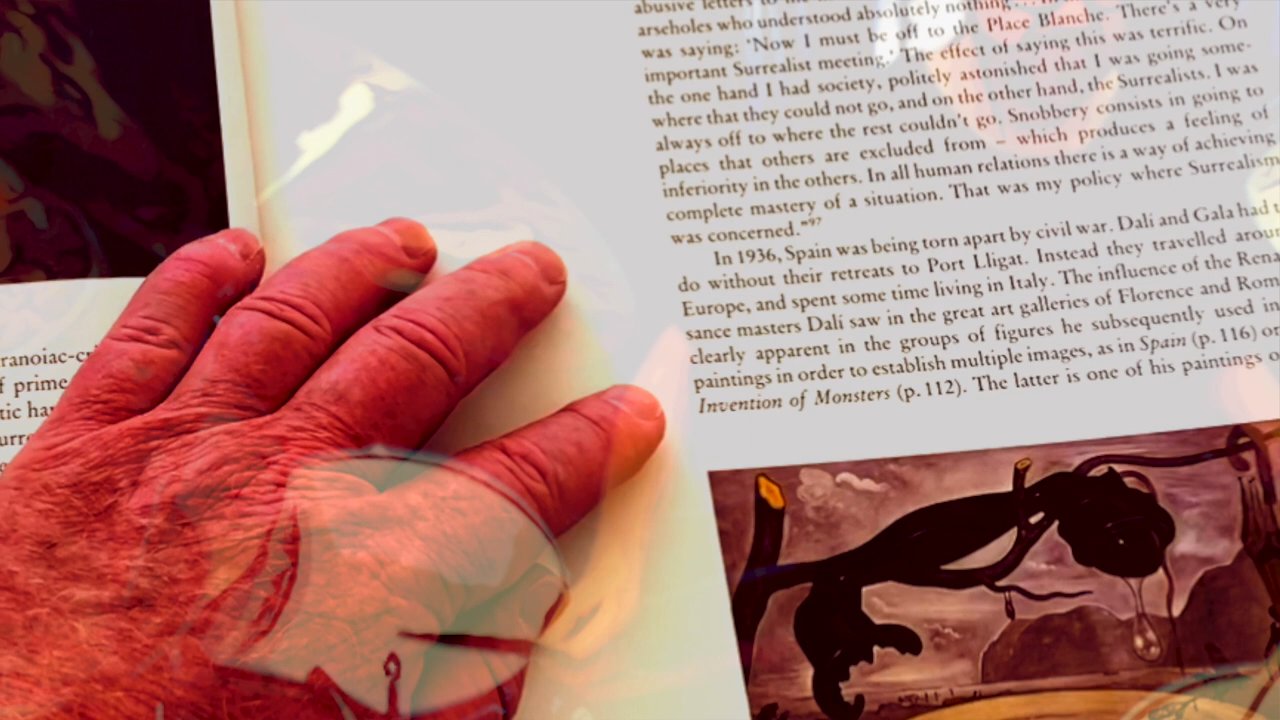 ranoiac-cr
f prime
tic ha
urre
abusive letters to the
arseholes who understood absolutely nothing . . . In
was saying: 'Now I must be off to the Place Blanche. There's a very
important Surrealist meeting.' The effect of saying this was terrific. On
the one hand I had society, politely astonished that I was going some-
where that they could not go, and on the other hand, the Surrealists. I was
always off to where the rest couldn't go. Snobbery consists in going to
places that others are excluded from – which produces a feeling of
inferiority in the others. In all human relations there is a way of achieving
complete mastery of a situation. That was my policy where Surrealism
was concerned."97
In 1936, Spain was being torn apart by civil war. Dalí and Gala had t
do without their retreats to Port Lligat. Instead they travelled arou
Europe, and spent some time living in Italy. The influence of the Rena
sance masters Dalí saw in the great art galleries of Florence and Rom
clearly apparent in the groups of figures he subsequently used in
paintings in order to establish multiple images, as in Spain (p. 116) or
Invention of Monsters (p. 112). The latter is one of his paintings o